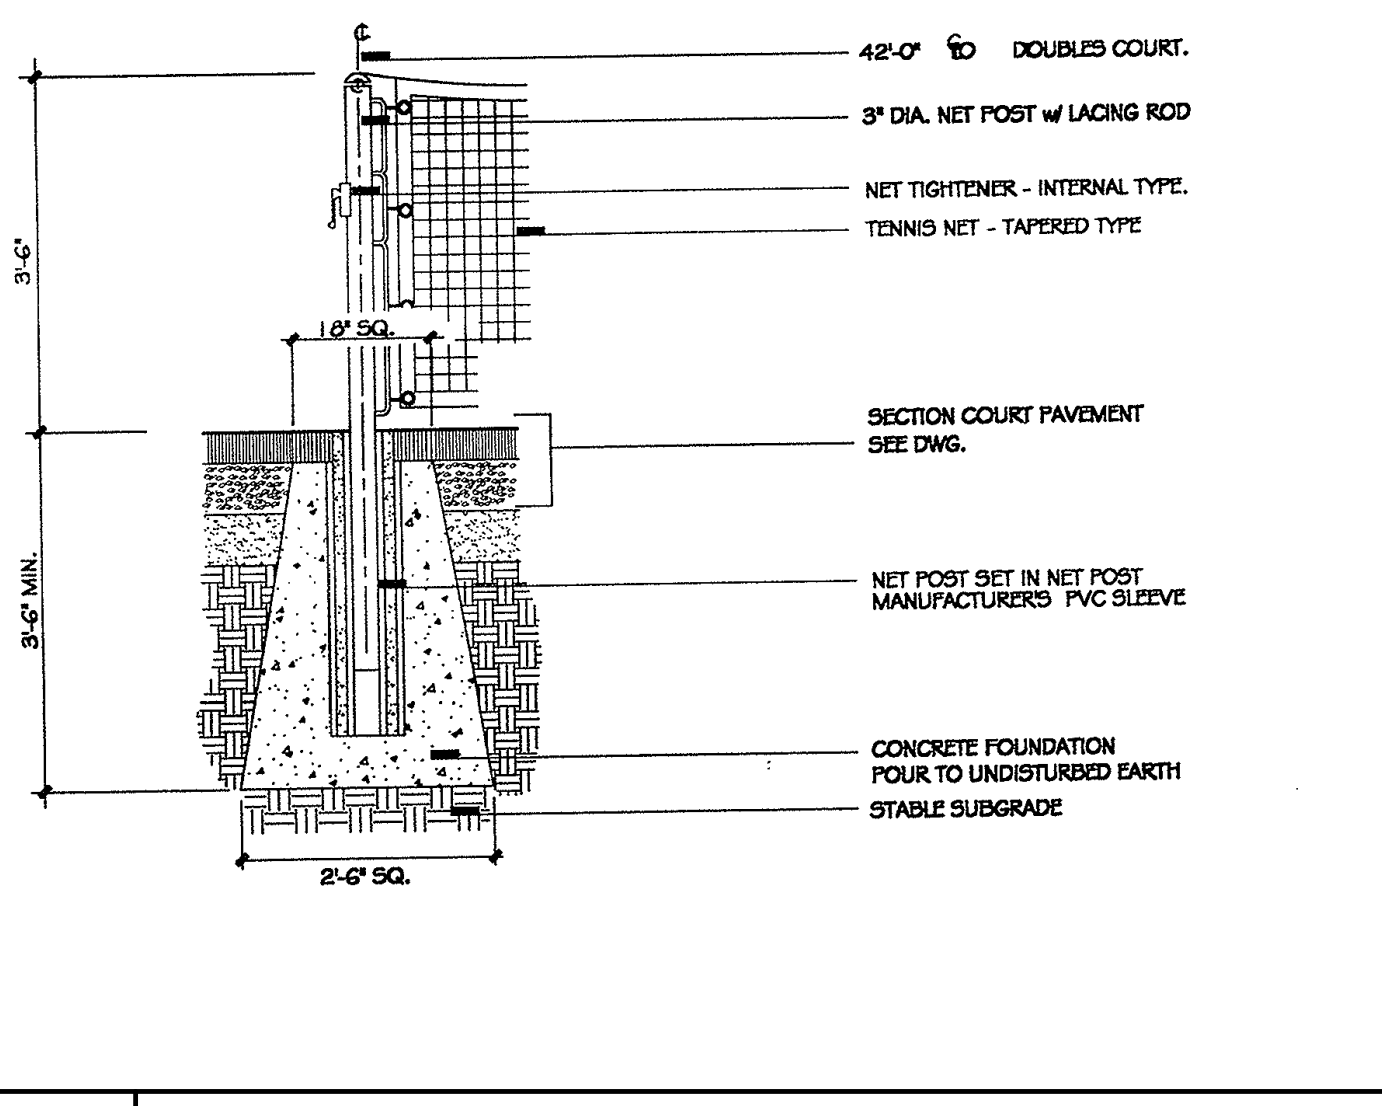 ℄
42'-0" ℄ TO DOUBLES COURT.
3" DIA. NET POST w/ LACING ROD
NET TIGHTENER - INTERNAL TYPE.
TENNIS NET - TAPERED TYPE
3'-6"
18" SQ.
SECTION COURT PAVEMENT
SEE DWG.
3'-6" MIN.
NET POST SET IN NET POST
MANUFACTURER'S PVC SLEEVE
CONCRETE FOUNDATION
POUR TO UNDISTURBED EARTH
STABLE SUBGRADE
2'-6" SQ.